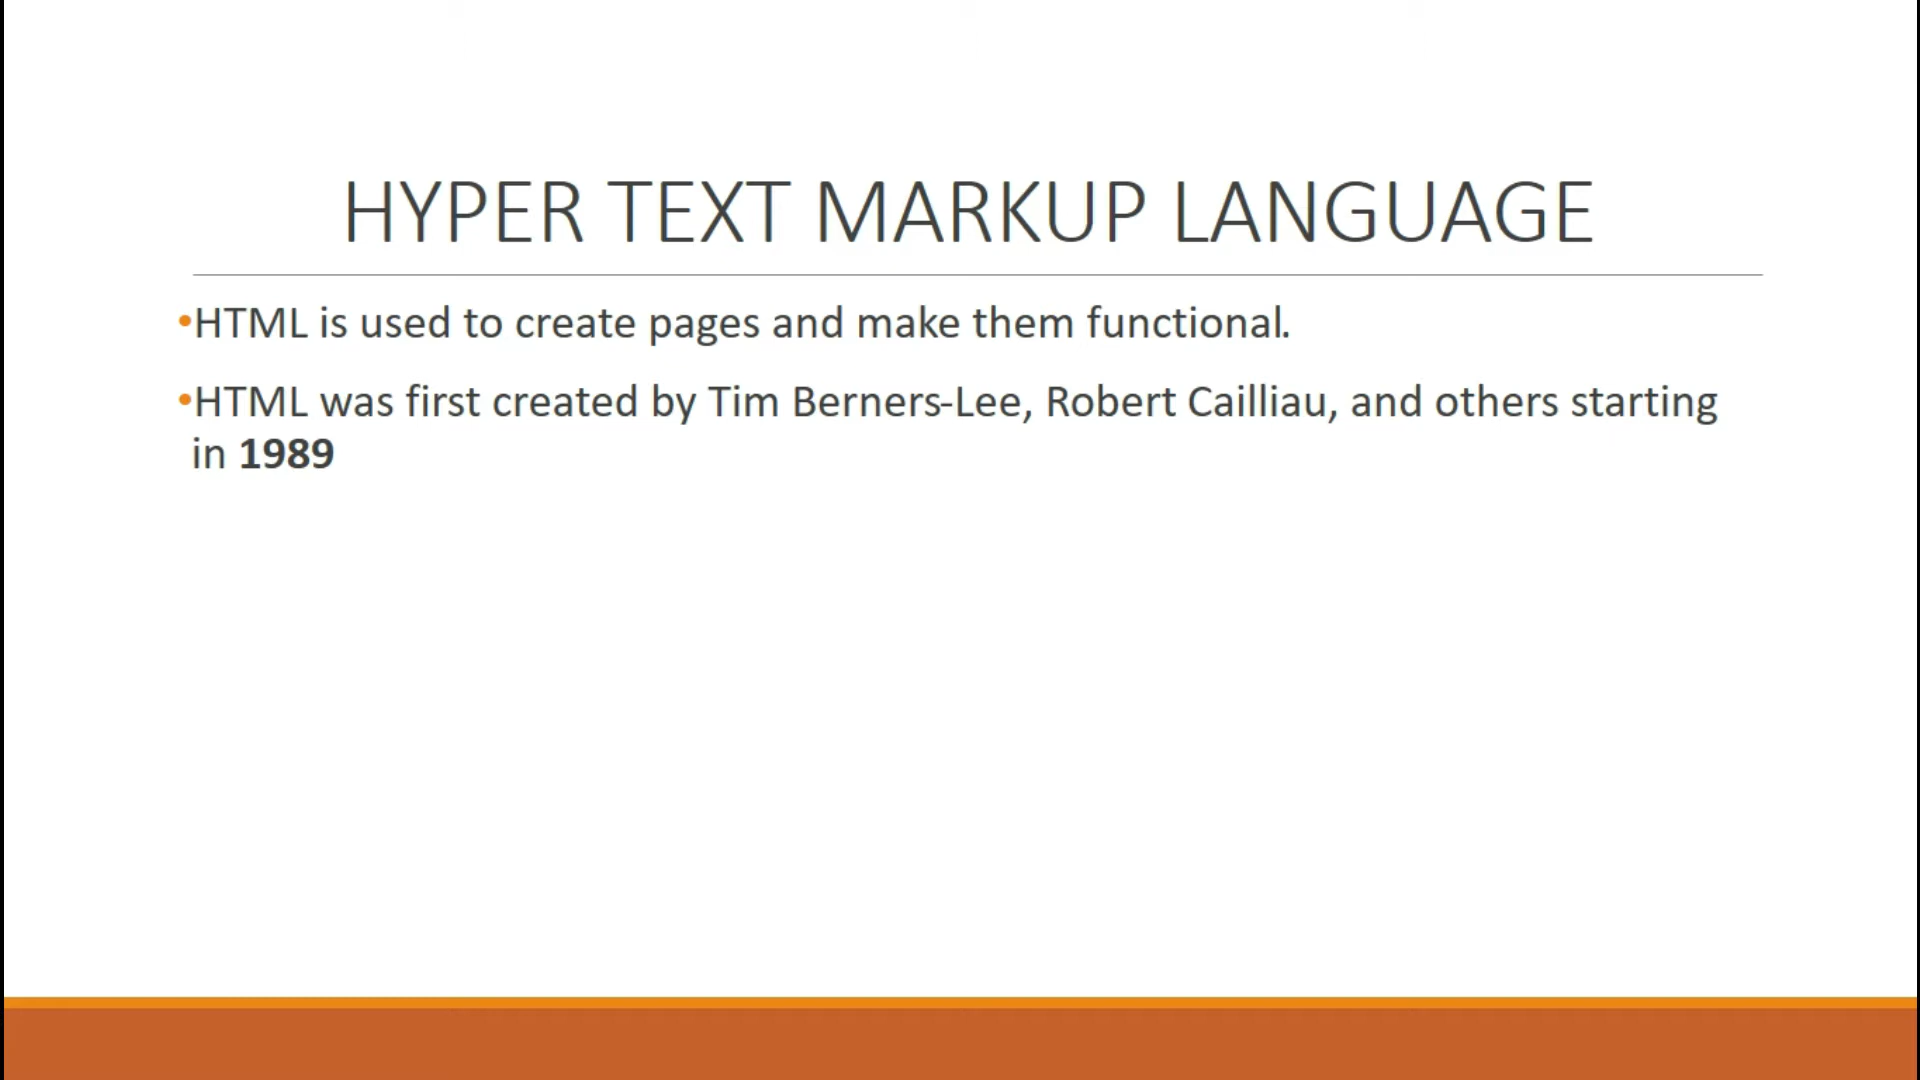 HYPER TEXT MARKUP LANGUAGE
•HTML is used to create pages and make them functional.
•HTML was first created by Tim Berners-Lee, Robert Cailliau, and others starting
in 1989